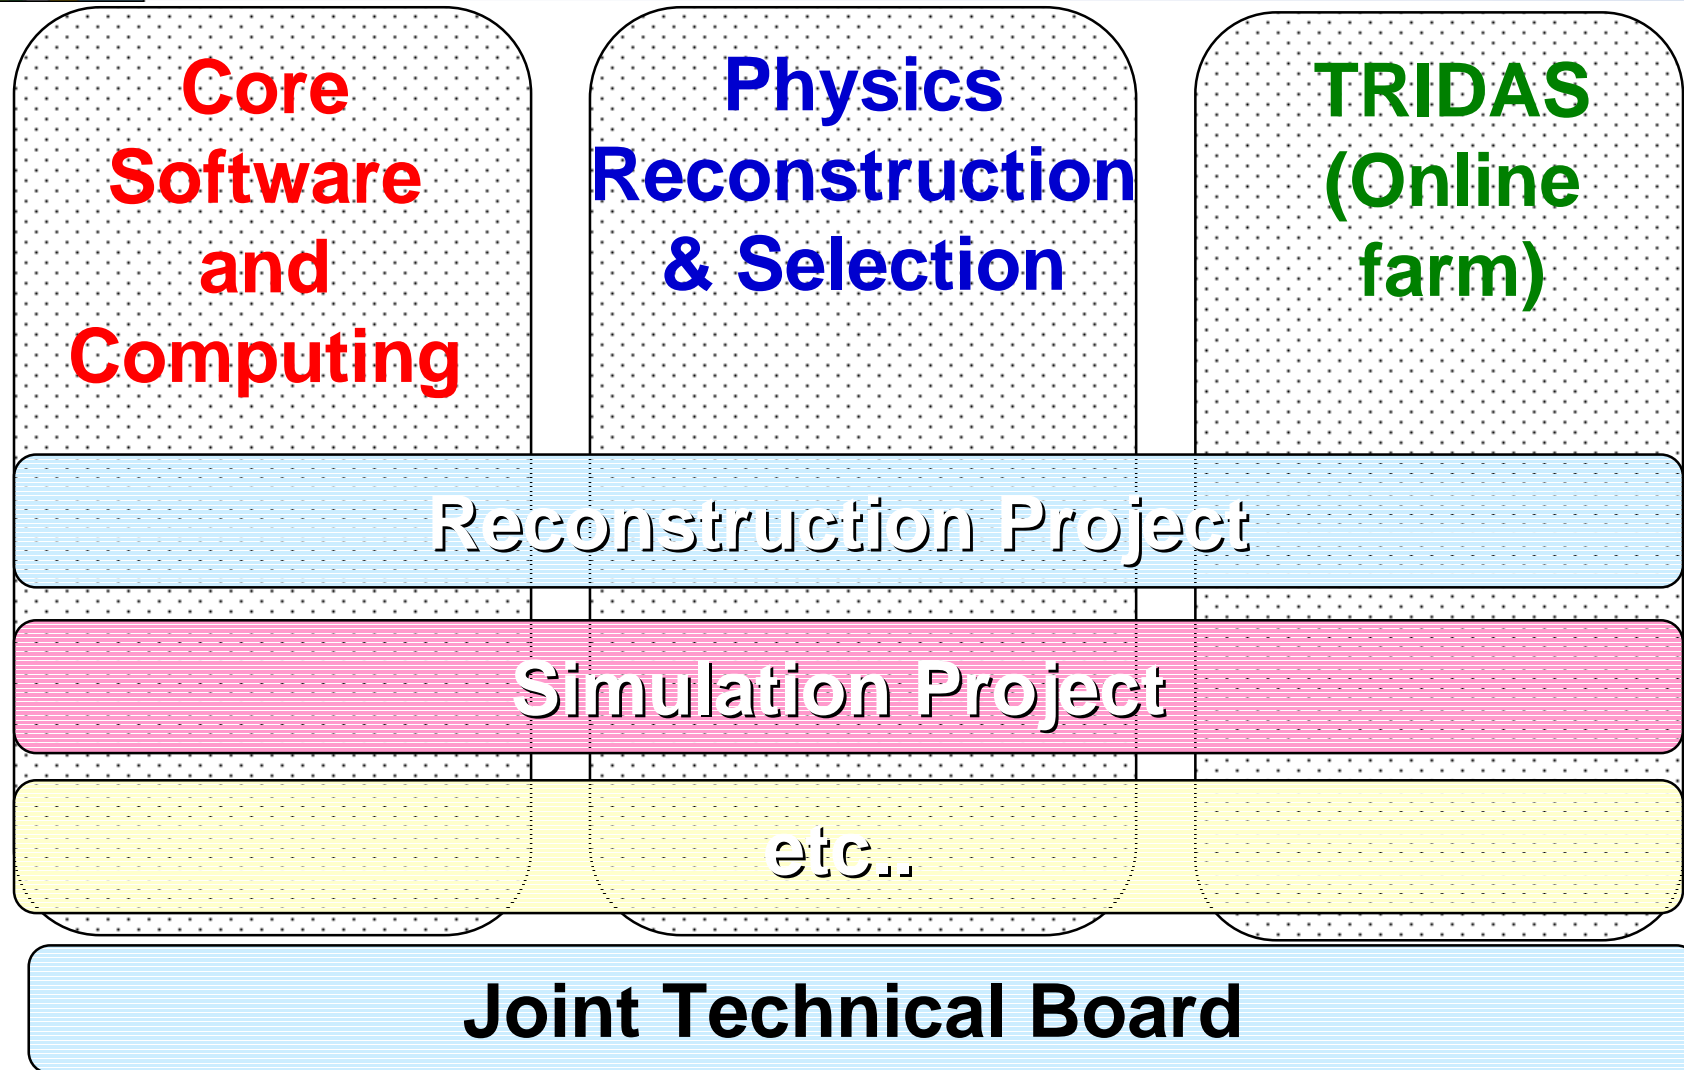 Core
Software
and
Computing
Physics
Reconstruction
& Selection
TRIDAS
(Online
farm)
Reconstruction Project
Simulation Project
etc..
Joint Technical Board